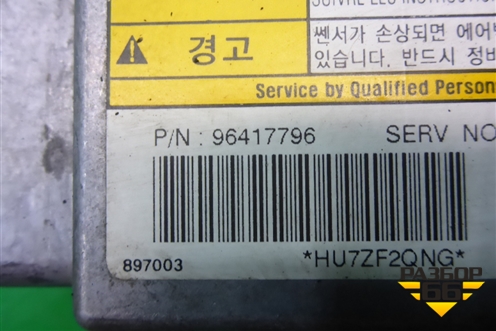 경고
쎈서가 손상되면 에어
있습니다. 반드시 정비
Service by Qualified Person
P/N : 96417796 SERV NO
897003
*HU7ZF2QNG*
РАЗБОР
66